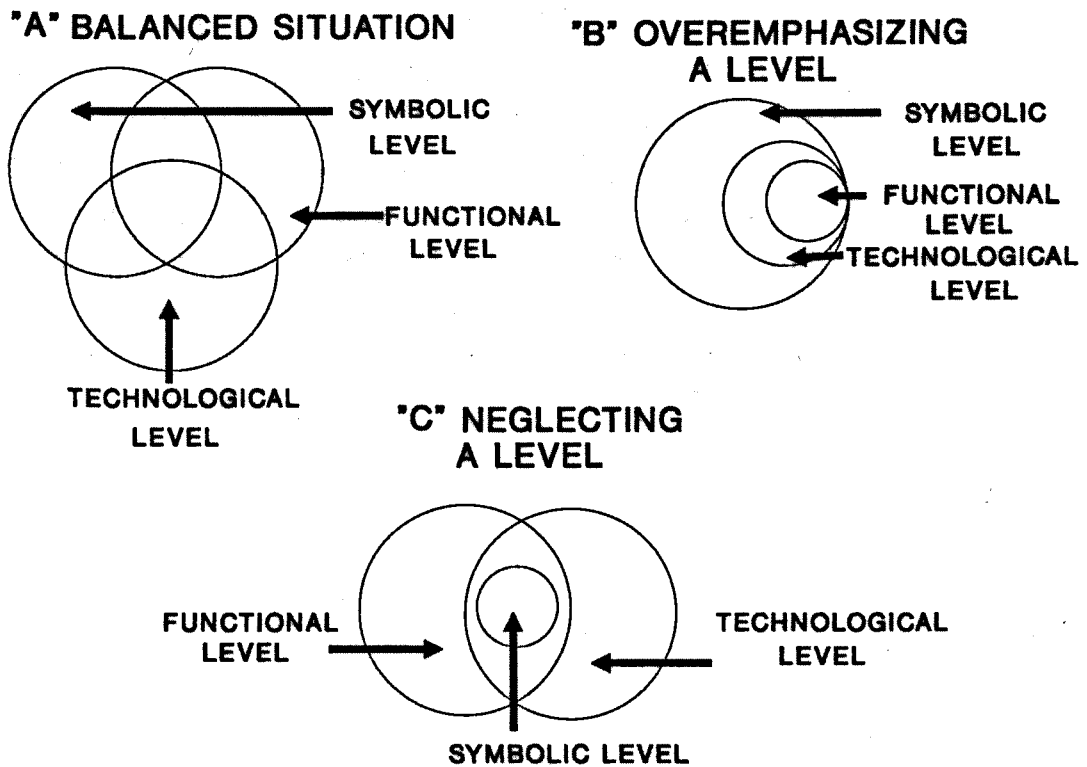 "A" BALANCED SITUATION
SYMBOLIC
LEVEL
FUNCTIONAL
LEVEL
TECHNOLOGICAL
LEVEL
"B" OVEREMPHASIZING
A LEVEL
SYMBOLIC
LEVEL
FUNCTIONAL
LEVEL
TECHNOLOGICAL
LEVEL
"C" NEGLECTING
A LEVEL
FUNCTIONAL
LEVEL
TECHNOLOGICAL
LEVEL
SYMBOLIC LEVEL